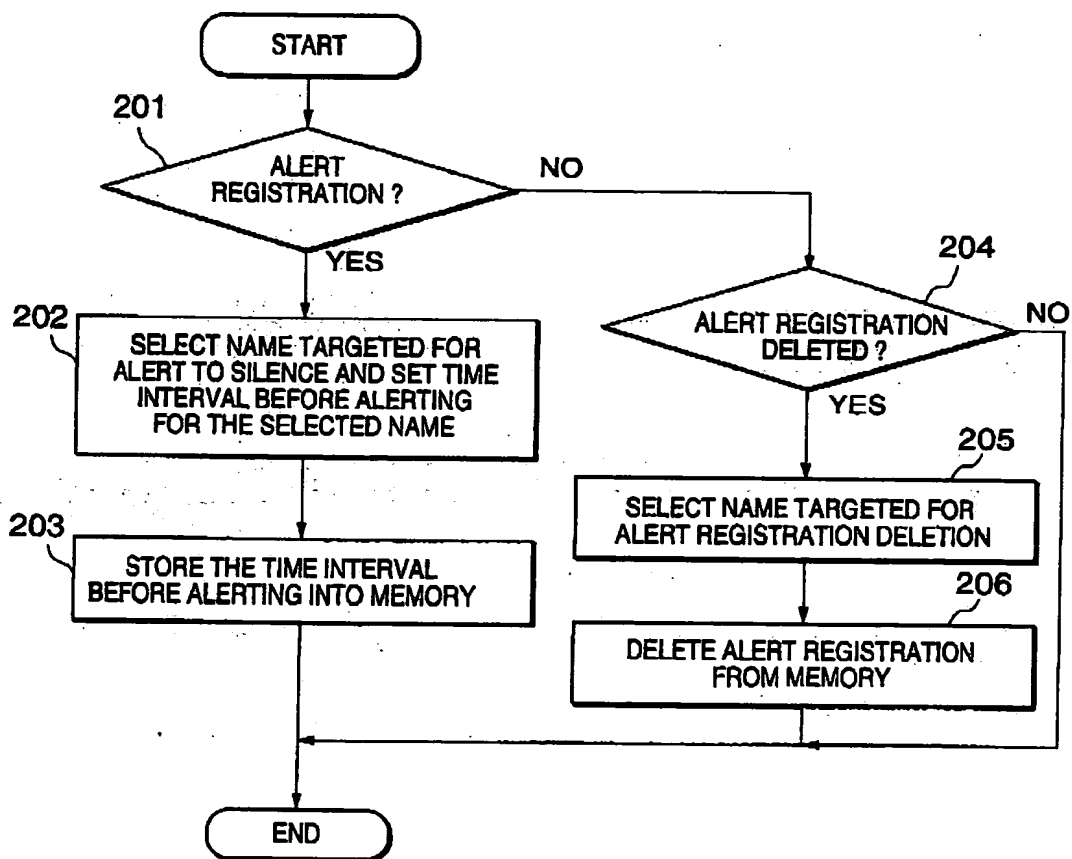 START
201
ALERT
REGISTRATION ?
NO
YES
204
NO
ALERT REGISTRATION
DELETED ?
YES
202
SELECT NAME TARGETED FOR
ALERT TO SILENCE AND SET TIME
INTERVAL BEFORE ALERTING
FOR THE SELECTED NAME
205
SELECT NAME TARGETED FOR
ALERT REGISTRATION DELETION
203
STORE THE TIME INTERVAL
BEFORE ALERTING INTO MEMORY
206
DELETE ALERT REGISTRATION
FROM MEMORY
END